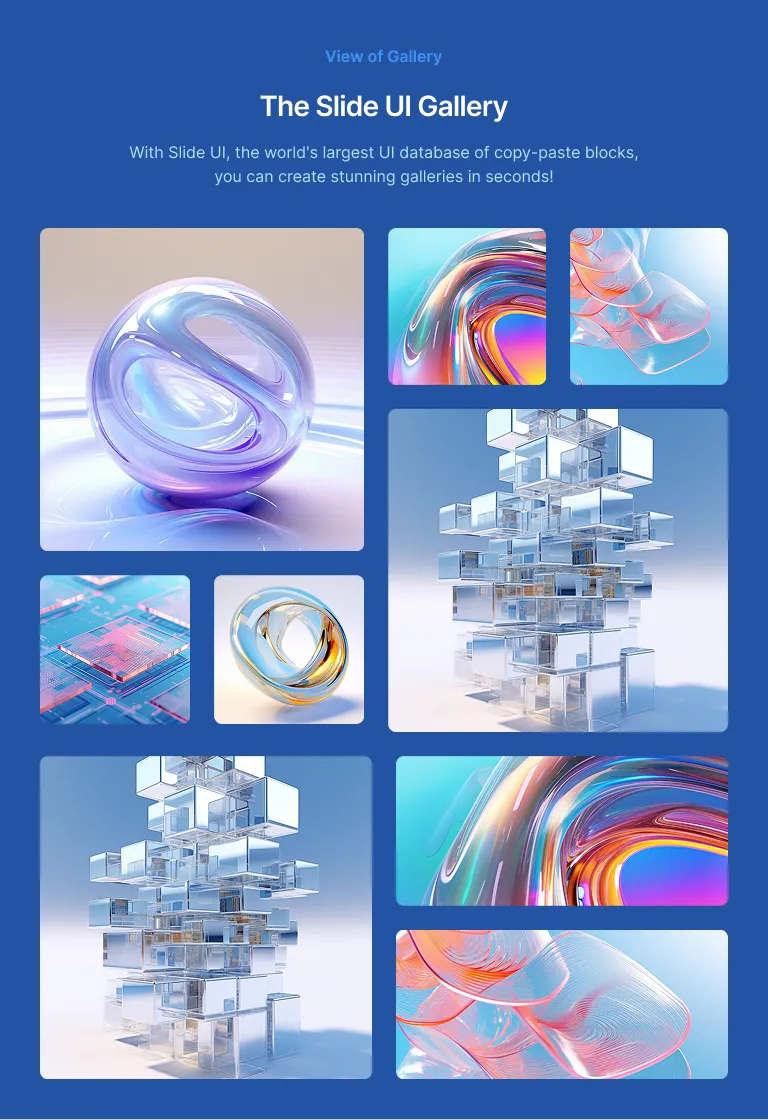 View of Gallery
The Slide UI Gallery
With Slide UI, the world's largest UI database of copy-paste blocks,
you can create stunning galleries in seconds!